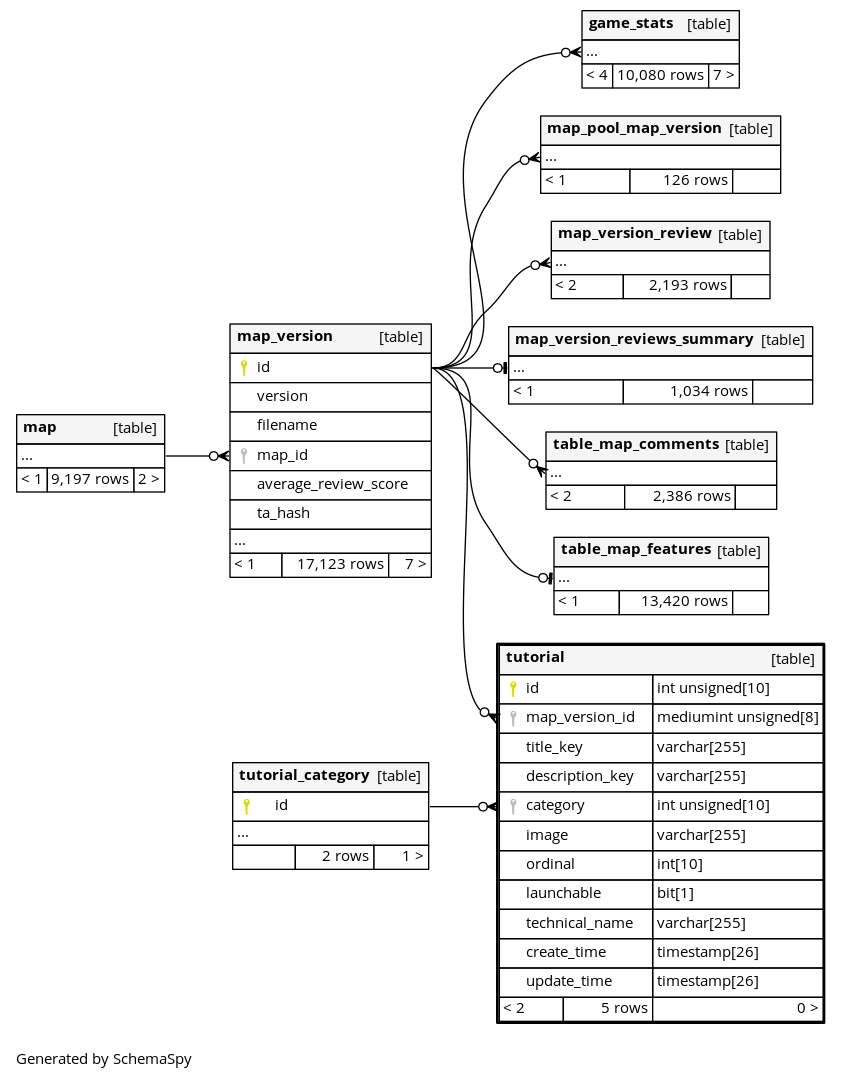 game_stats [table]
...
< 4 10,080 rows 7 >
map_pool_map_version [table]
...
< 1 126 rows
map_version_review [table]
...
< 2 2,193 rows
map_version_reviews_summary [table]
...
< 1 1,034 rows
table_map_comments [table]
...
< 2 2,386 rows
table_map_features [table]
...
< 1 13,420 rows
map_version [table]
id
version
filename
map_id
average_review_score
ta_hash
...
< 1 17,123 rows 7 >
map [table]
...
< 1 9,197 rows 2 >
tutorial [table]
id int unsigned[10]
map_version_id mediumint unsigned[8]
title_key varchar[255]
description_key varchar[255]
category int unsigned[10]
image varchar[255]
ordinal int[10]
launchable bit[1]
technical_name varchar[255]
create_time timestamp[26]
update_time timestamp[26]
< 2 5 rows 0 >
tutorial_category [table]
id
...
2 rows 1 >
Generated by SchemaSpy